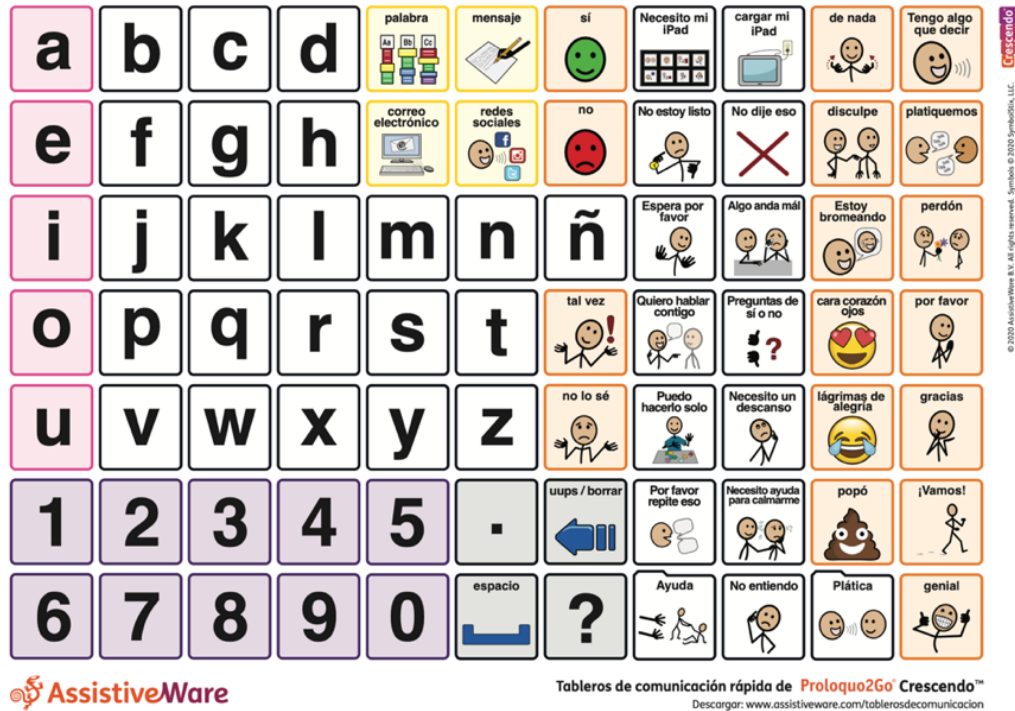 a b c d palabra mensaje sí Necesito mi iPad cargar mi iPad de nada Tengo algo que decir
Aa Bb Cc
e f g h correo electrónico redes sociales no No estoy listo No dije eso disculpe platiquemos
i j k l m n ñ Espera por favor Algo anda mál Estoy bromeando perdón
o p q r s t tal vez Quiero hablar contigo Preguntas de sí o no cara corazón ojos por favor
u v w x y z no lo sé Puedo hacerlo solo Necesito un descanso lágrimas de alegría gracias
1 2 3 4 5 . uups / borrar Por favor repite eso Necesito ayuda para calmarme popó ¡Vamos!
6 7 8 9 0 espacio ? Ayuda No entiendo Plática genial
AssistiveWare
Tableros de comunicación rápida de Proloquo2Go® Crescendo™
Descargar: www.assistiveware.com/tablerosdecomunicacion
Crescendo
© 2020 AssistiveWare B.V. All rights reserved. Symbols © 2020 SymbolStix, LLC.